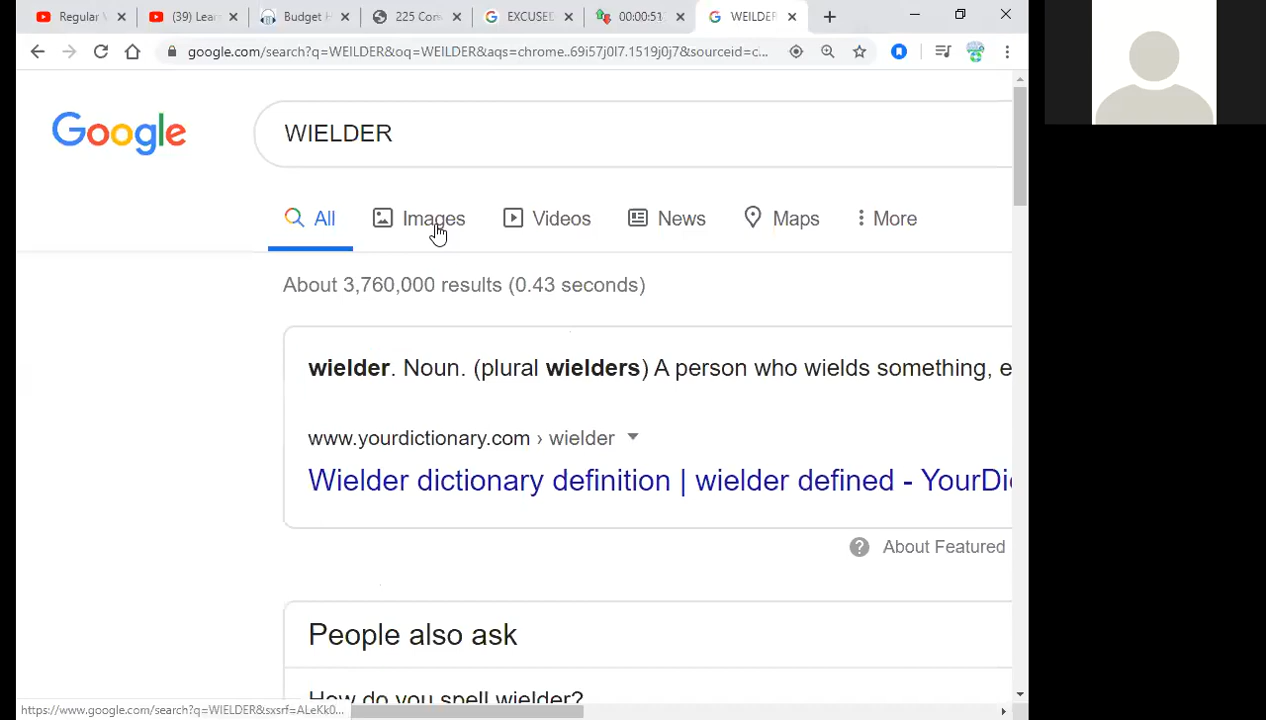 Regular V
(39) Lear
Budget H
225 Con
EXCUSED
00:00:51
WEILDER
google.com/search?q=WEILDER&oq=WEILDER&aqs=chrome..69i57j0l7.1519j0j7&sourceid=c...
Google
WIELDER
All Images Videos News Maps More
About 3,760,000 results (0.43 seconds)
wielder. Noun. (plural wielders) A person who wields something, e
www.yourdictionary.com › wielder
Wielder dictionary definition | wielder defined - YourDic
? About Featured
People also ask
How do you spell wielder?
https://www.google.com/search?q=WIELDER&sxsrf=ALeKk0...